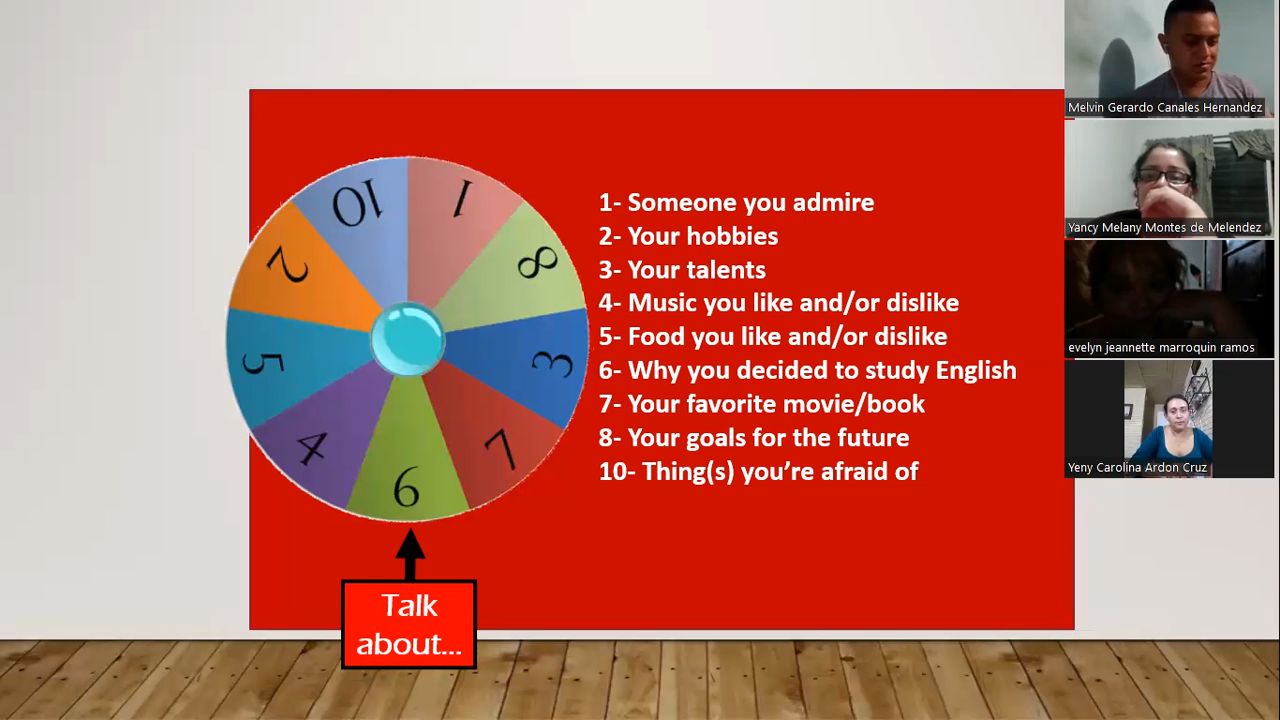 10
1
2
8
5
3
4
7
6
1- Someone you admire
2- Your hobbies
3- Your talents
4- Music you like and/or dislike
5- Food you like and/or dislike
6- Why you decided to study English
7- Your favorite movie/book
8- Your goals for the future
10- Thing(s) you’re afraid of
Talk
about...
Melvin Gerardo Canales Hernandez
Yancy Melany Montes de Melendez
evelyn jeannette marroquin ramos
Yeny Carolina Ardon Cruz